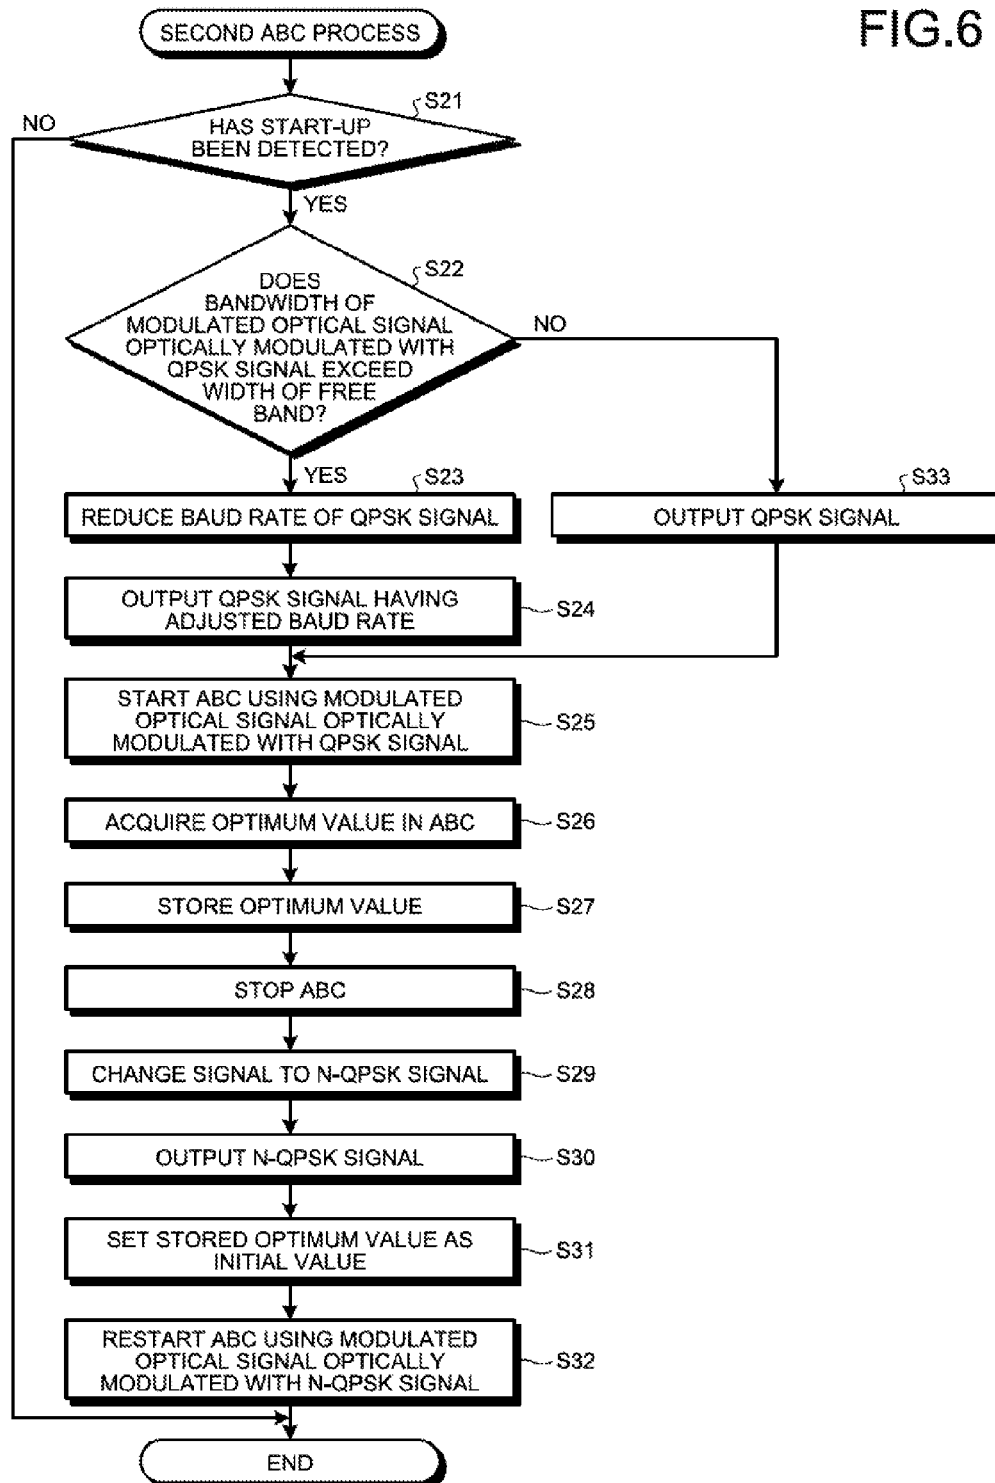 FIG.6
SECOND ABC PROCESS
S21
NO
HAS START-UP
BEEN DETECTED?
YES
S22
DOES
BANDWIDTH OF
MODULATED OPTICAL SIGNAL
OPTICALLY MODULATED WITH
QPSK SIGNAL EXCEED
WIDTH OF FREE
BAND?
NO
YES
S23
REDUCE BAUD RATE OF QPSK SIGNAL
S33
OUTPUT QPSK SIGNAL
OUTPUT QPSK SIGNAL HAVING
ADJUSTED BAUD RATE
S24
START ABC USING MODULATED
OPTICAL SIGNAL OPTICALLY
MODULATED WITH QPSK SIGNAL
S25
ACQUIRE OPTIMUM VALUE IN ABC
S26
STORE OPTIMUM VALUE
S27
STOP ABC
S28
CHANGE SIGNAL TO N-QPSK SIGNAL
S29
OUTPUT N-QPSK SIGNAL
S30
SET STORED OPTIMUM VALUE AS
INITIAL VALUE
S31
RESTART ABC USING MODULATED
OPTICAL SIGNAL OPTICALLY
MODULATED WITH N-QPSK SIGNAL
S32
END